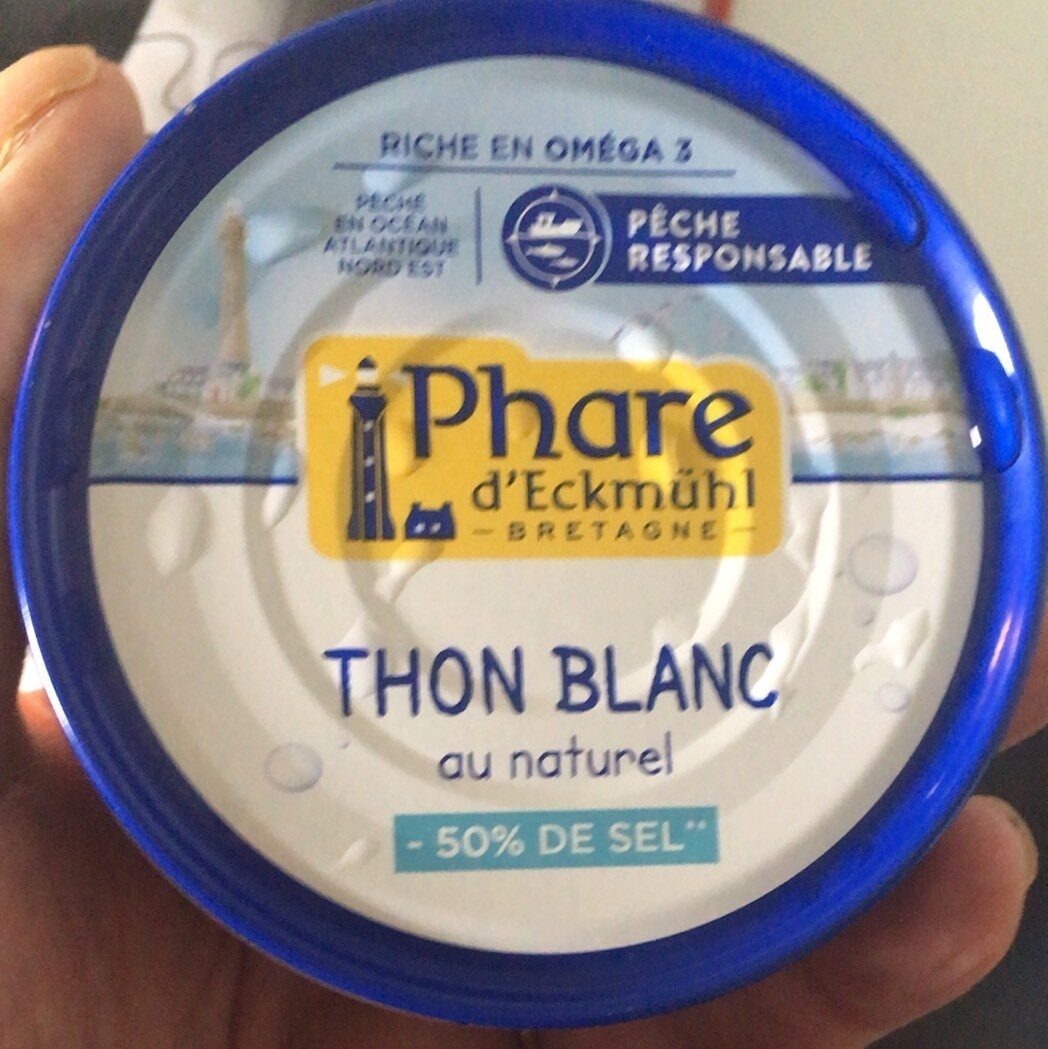 RICHE EN OMÉGA 3
PÊCHÉ
EN OCÉAN
ATLANTIQUE
NORD EST
PÊCHE
RESPONSABLE
Phare
d'Eckmühl
- BRETAGNE -
THON BLANC
au naturel
- 50% DE SEL**